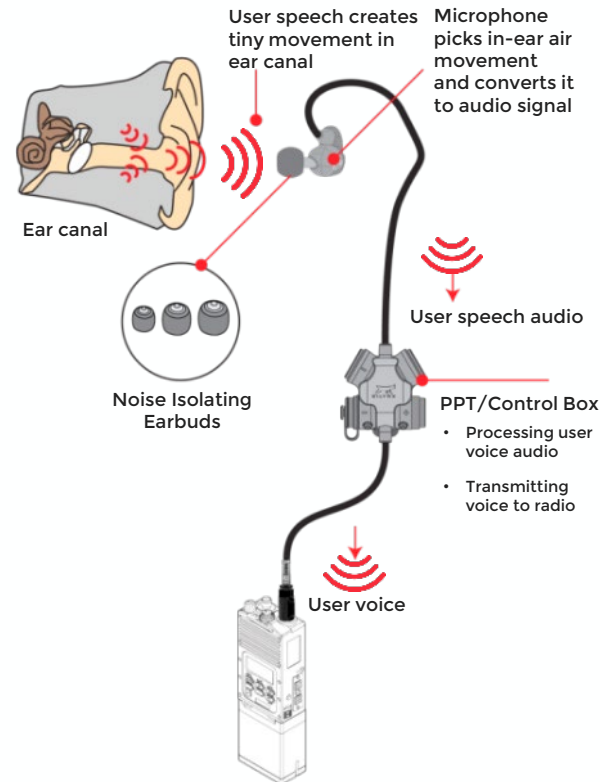 User speech creates
tiny movement in
ear canal
Microphone
picks in-ear air
movement
and converts it
to audio signal
Ear canal
User speech audio
Noise Isolating
Earbuds
PPT/Control Box
• Processing user
voice audio
• Transmitting
voice to radio
User voice